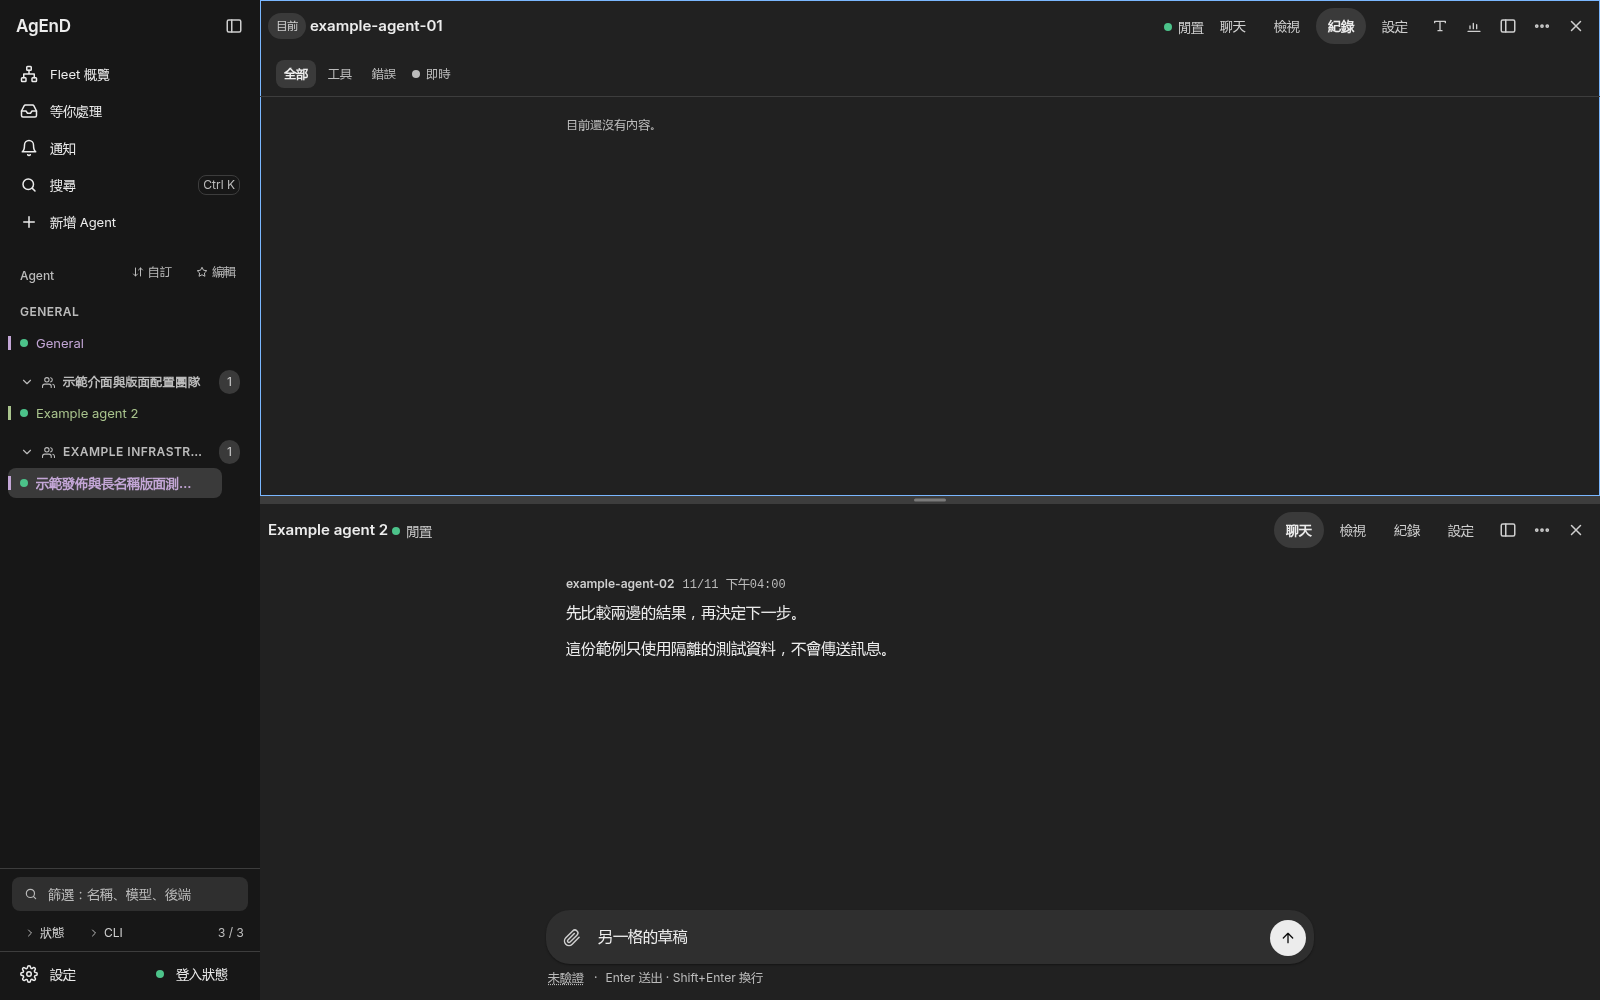 AgEnD
Fleet 概覽
等你處理
通知
搜尋 Ctrl K
新增 Agent
Agent 自訂 編輯
GENERAL
General
示範介面與版面配置團隊 1
Example agent 2
EXAMPLE INFRASTR... 1
示範發佈與長名稱版面測...
篩選：名稱、模型、後端
狀態 CLI 3 / 3
設定 登入狀態
目前 example-agent-01 閒置 聊天 檢視 紀錄 設定
全部 工具 錯誤 即時
目前還沒有內容。
Example agent 2 閒置 聊天 檢視 紀錄 設定
example-agent-02 11/11 下午04:00
先比較兩邊的結果，再決定下一步。
這份範例只使用隔離的測試資料，不會傳送訊息。
另一格的草稿
未驗證 · Enter 送出 · Shift+Enter 換行